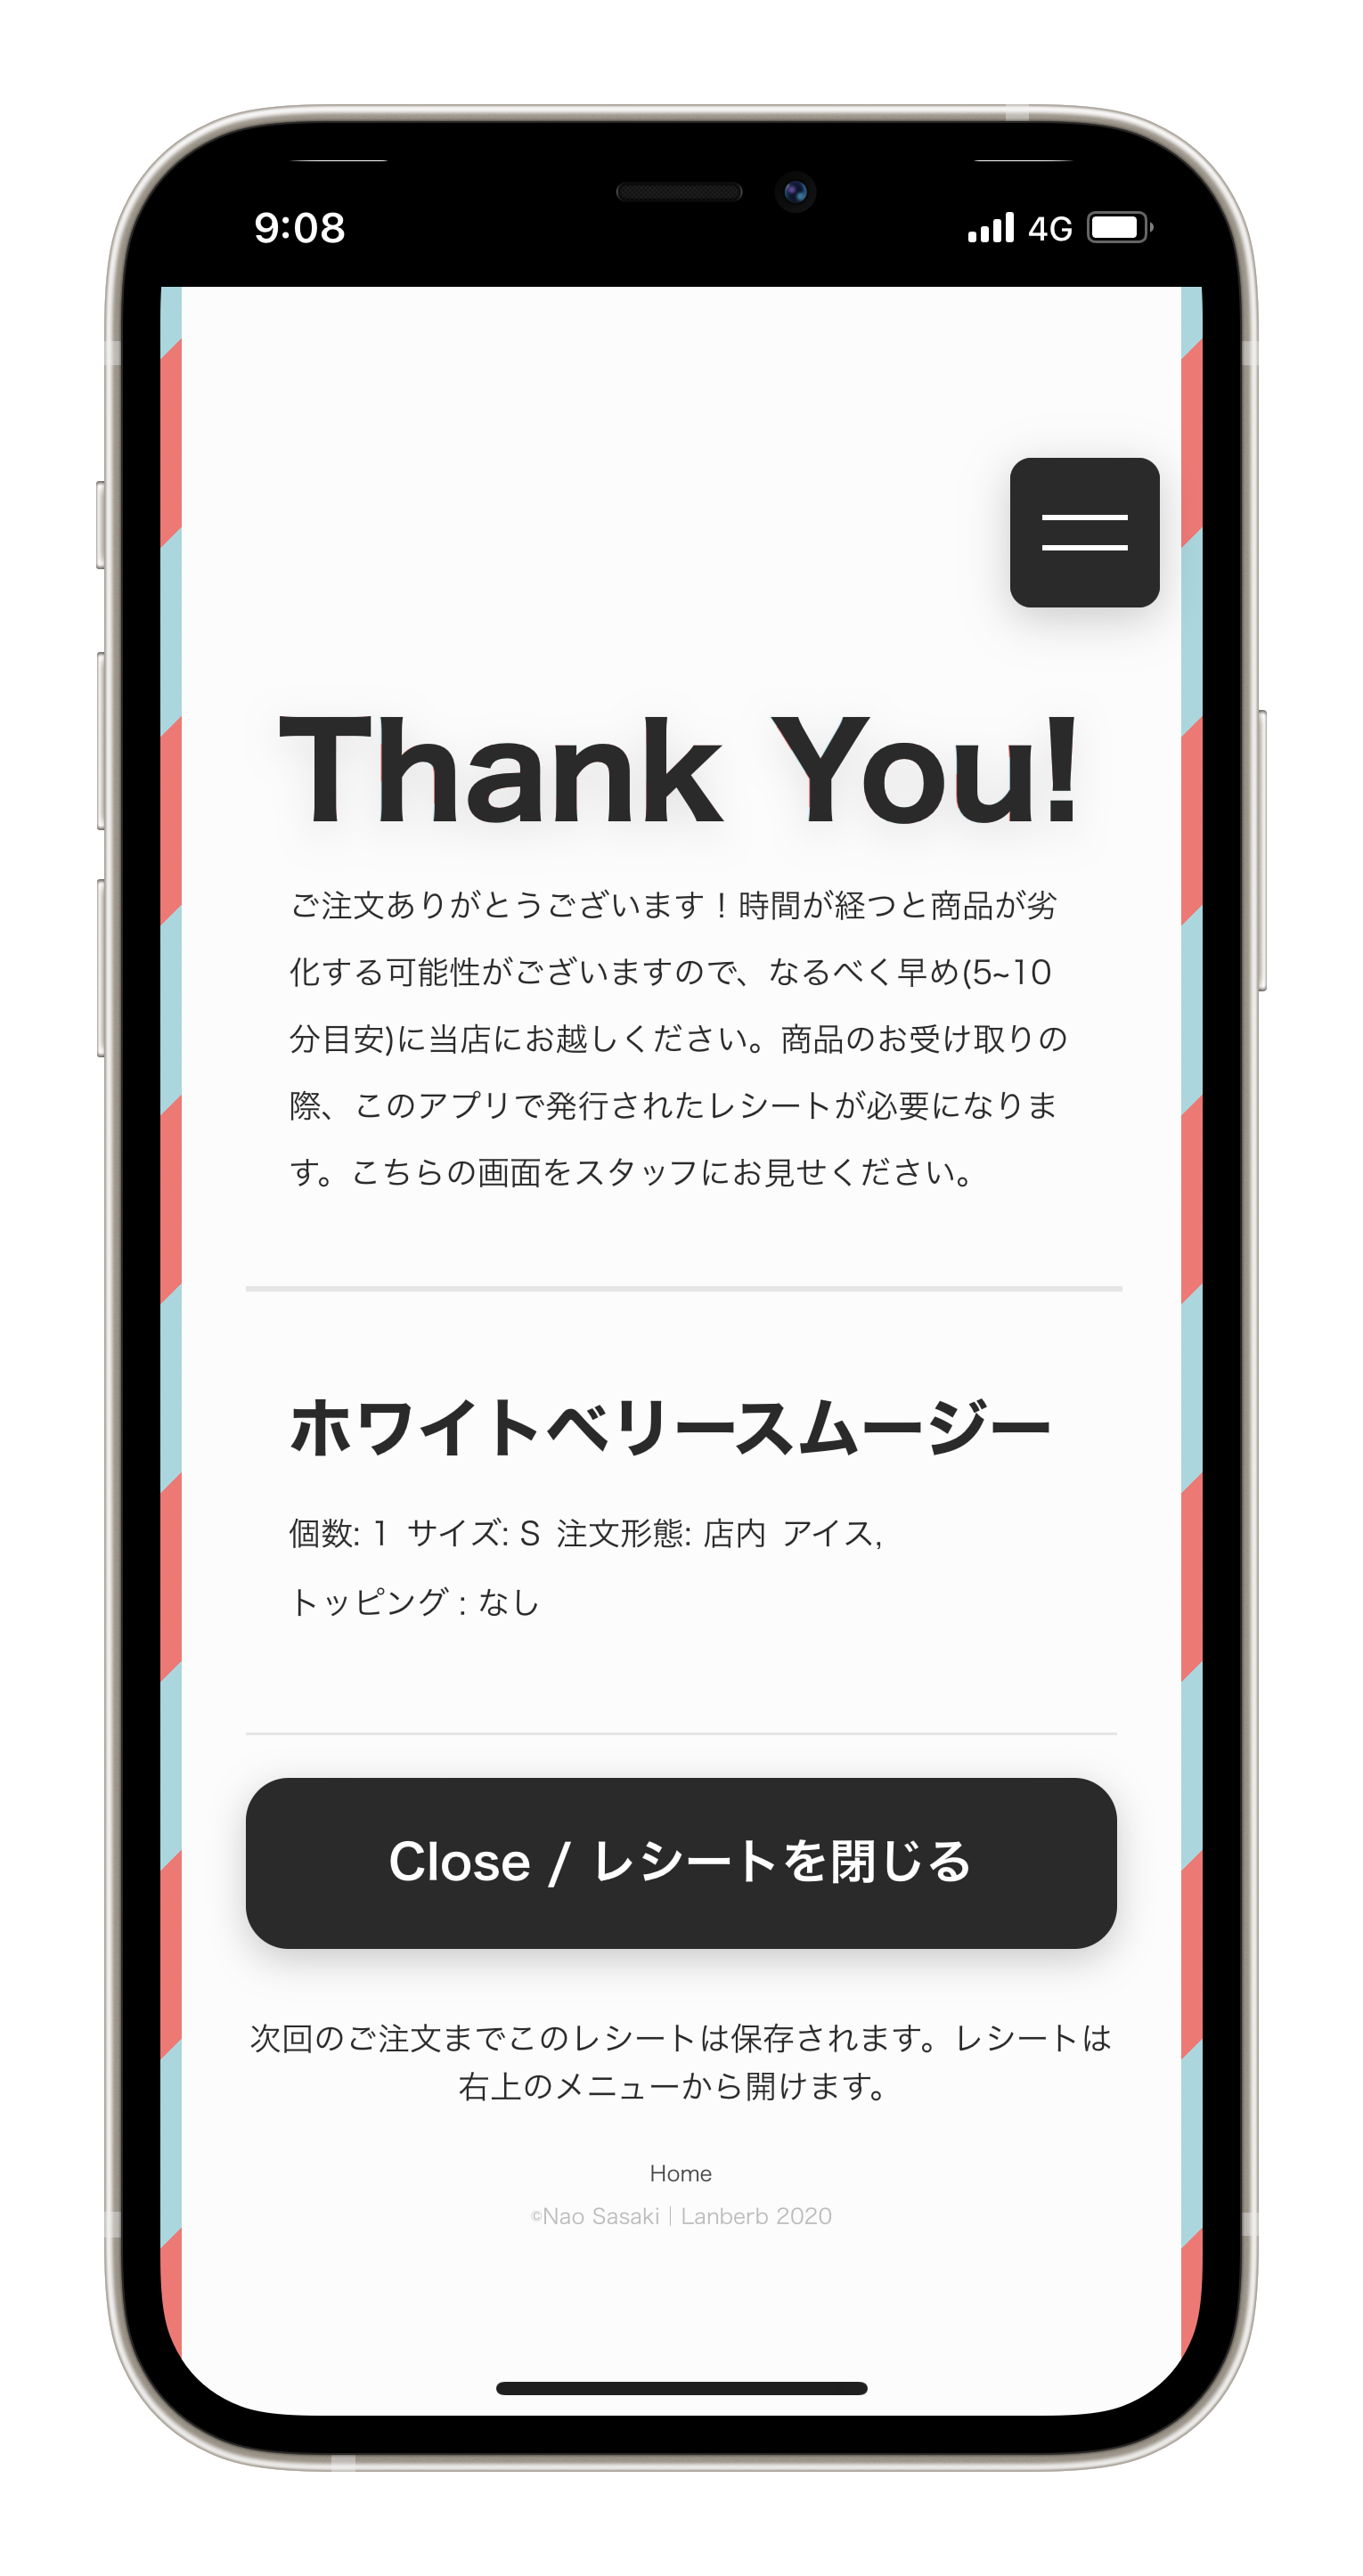 9:08
4G
Thank You!
ご注文ありがとうございます！時間が経つと商品が劣
化する可能性がございますので、なるべく早め(5~10
分目安)に当店にお越しください。商品のお受け取りの
際、このアプリで発行されたレシートが必要になりま
す。こちらの画面をスタッフにお見せください。
ホワイトベリースムージー
個数: 1 サイズ: S 注文形態: 店内 アイス,
トッピング : なし
Close / レシートを閉じる
次回のご注文までこのレシートは保存されます。レシートは
右上のメニューから開けます。
Home
©Nao Sasaki | Lanberb 2020